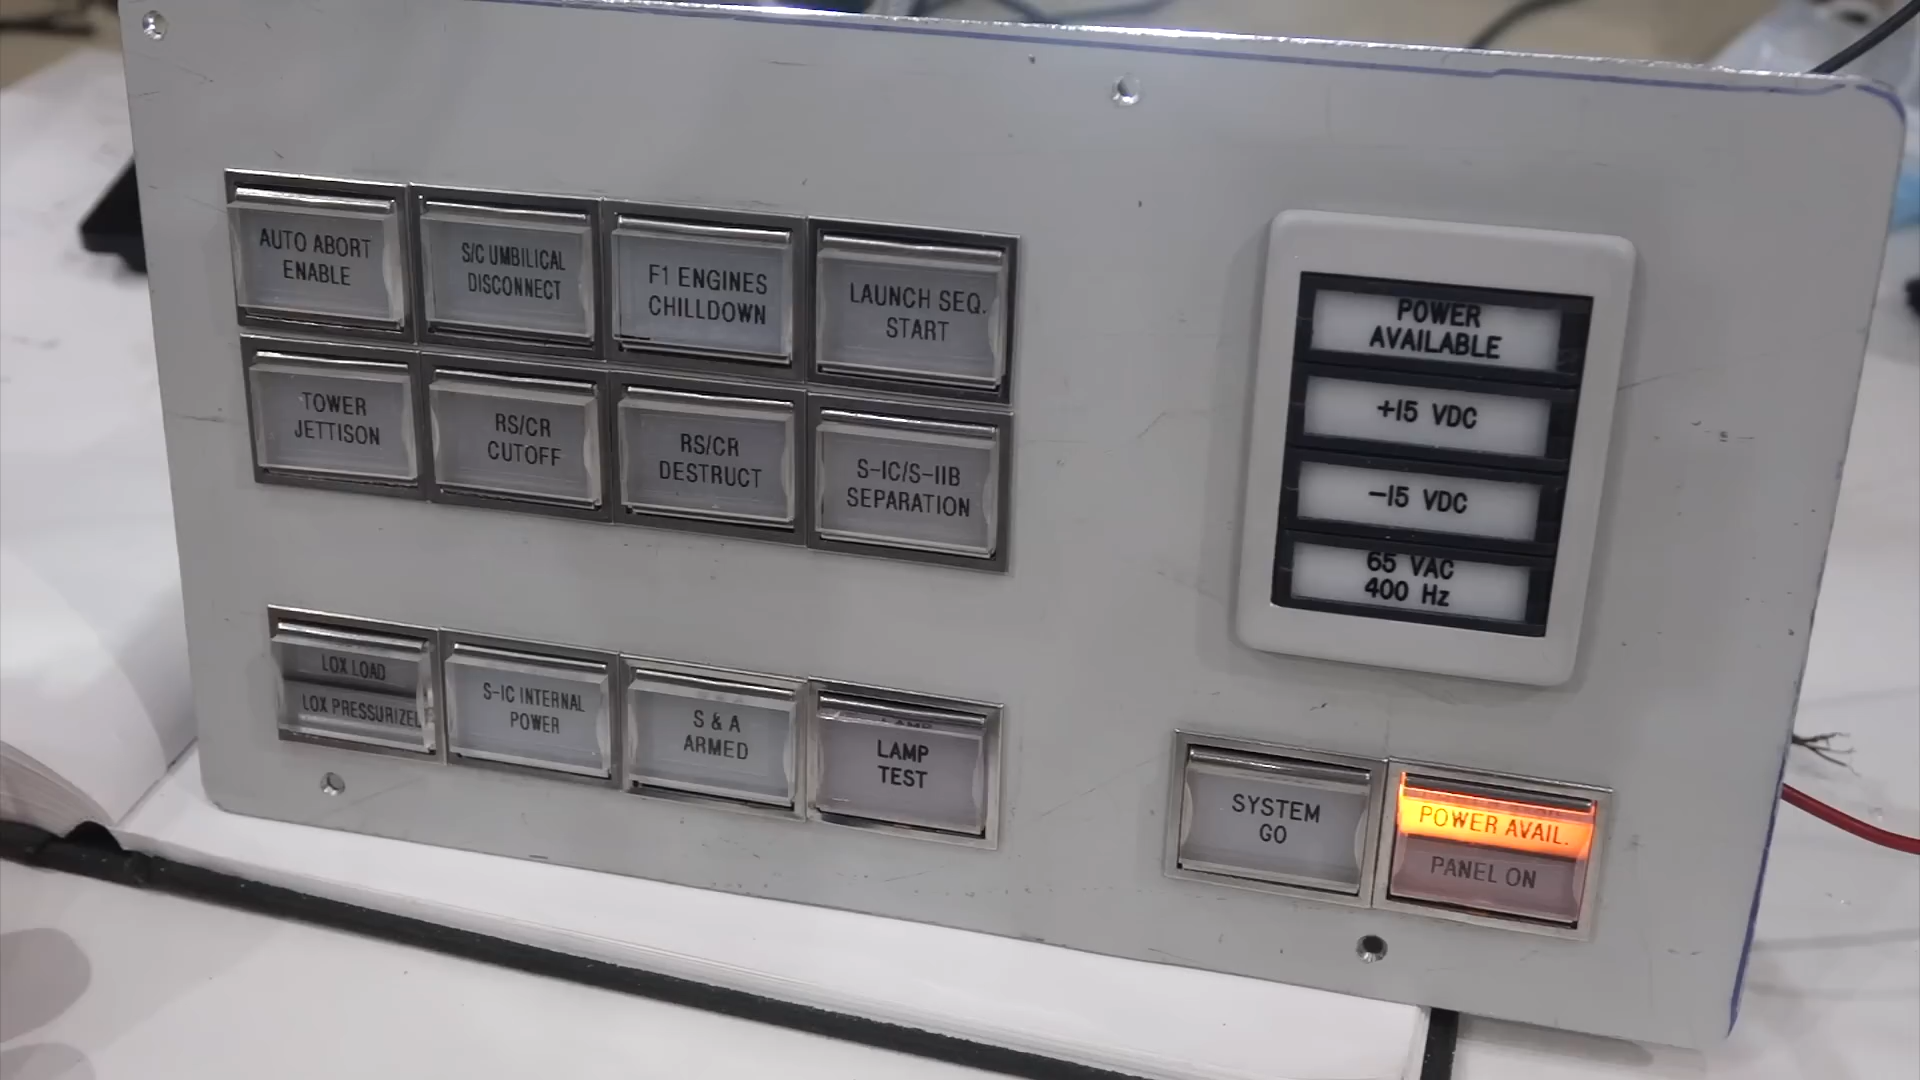 AUTO ABORT
ENABLE
S/C UMBILICAL
DISCONNECT
F1 ENGINES
CHILLDOWN
LAUNCH SEQ.
START
TOWER
JETTISON
RS/CR
CUTOFF
RS/CR
DESTRUCT
S-IC/S-IIB
SEPARATION
LOX LOAD
LOX PRESSURIZED
S-IC INTERNAL
POWER
S & A
ARMED
LAMP
LAMP
TEST
POWER
AVAILABLE
+15 VDC
-15 VDC
65 VAC
400 Hz
SYSTEM
GO
POWER AVAIL.
PANEL ON